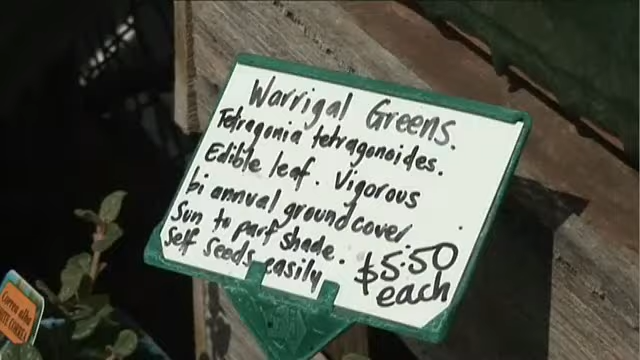 Warrigal Greens.
Tetragonia tetragonoides.
Edible leaf. Vigorous
bi annual groundcover.
Sun to part shade.
Self Seeds easily
$5.50
each